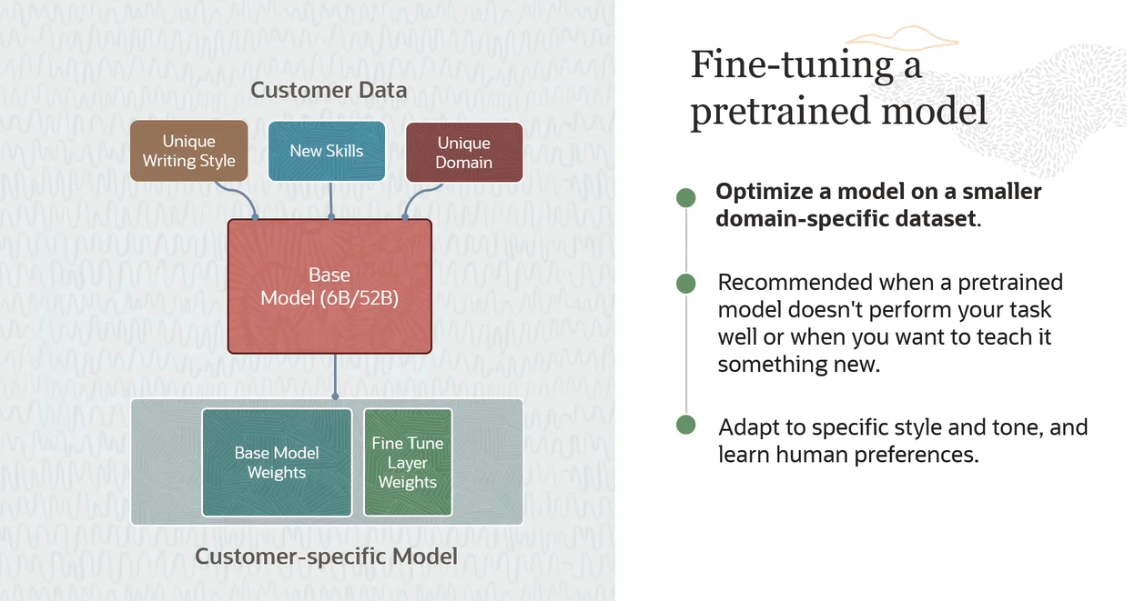 Customer Data
Unique
Writing Style
New Skills
Unique
Domain
Base
Model (6B/52B)
Base Model
Weights
Fine Tune
Layer
Weights
Customer-specific Model
Fine-tuning a
pretrained model
Optimize a model on a smaller
domain-specific dataset.
Recommended when a pretrained
model doesn't perform your task
well or when you want to teach it
something new.
Adapt to specific style and tone, and
learn human preferences.